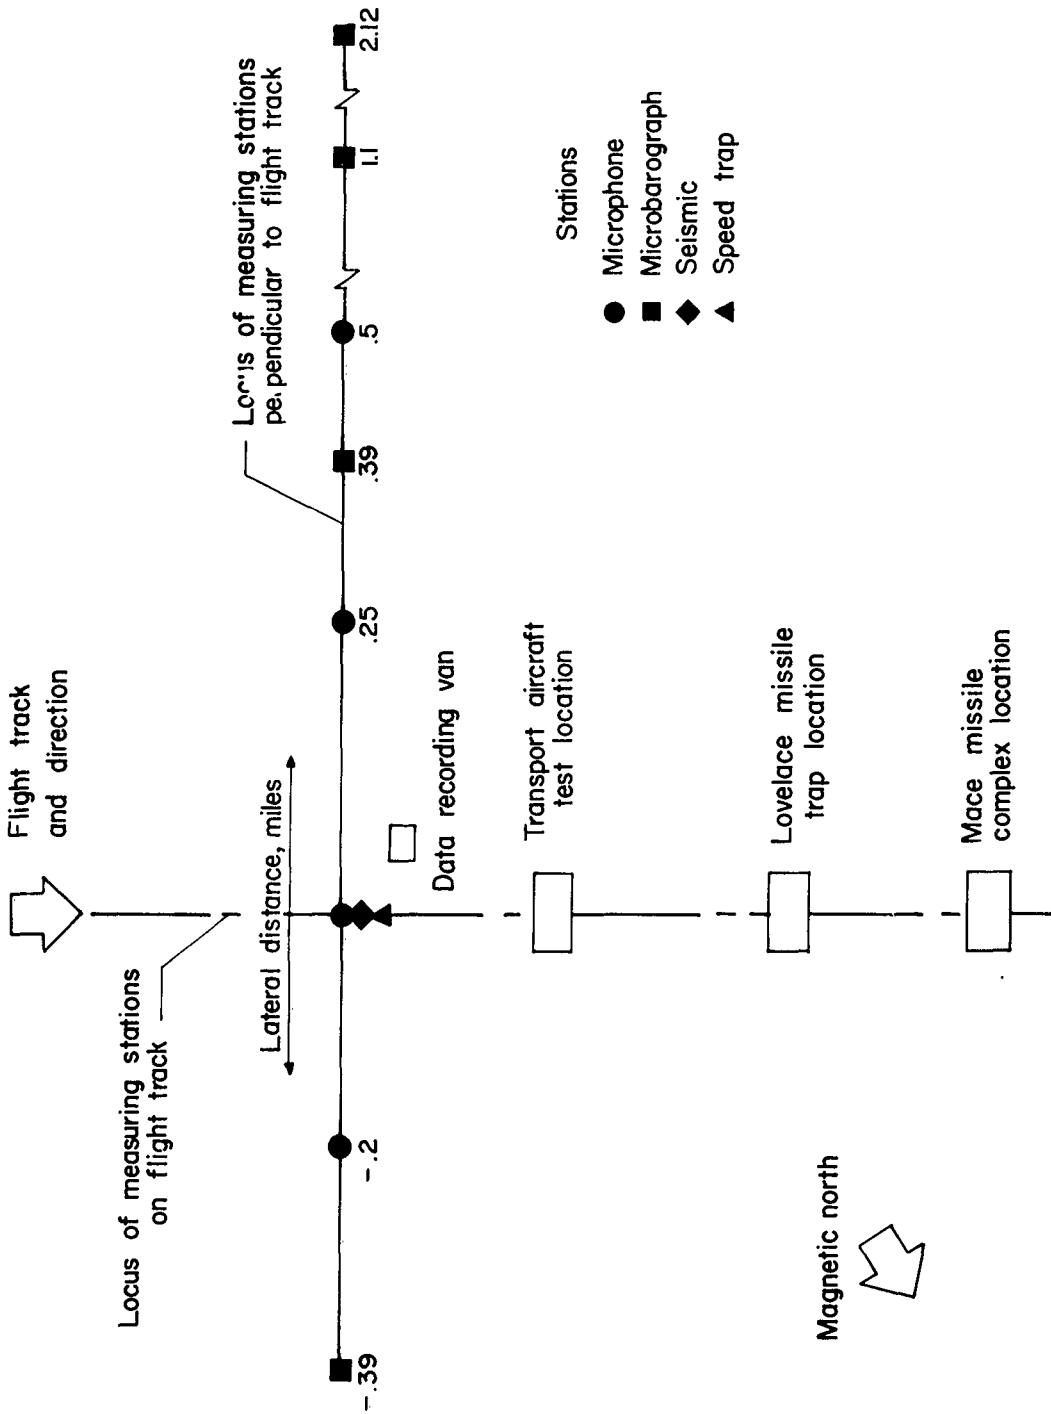 Flight track
and direction
Locus of measuring stations
on flight track
Lateral distance, miles
Locus of measuring stations
perpendicular to flight track
-.39
-.2
.25
.39
.5
1.1
2.12
Data recording van
Transport aircraft
test location
Lovelace missile
trap location
Mace missile
complex location
Stations
Microphone
Microbarograph
Seismic
Speed trap
Magnetic north